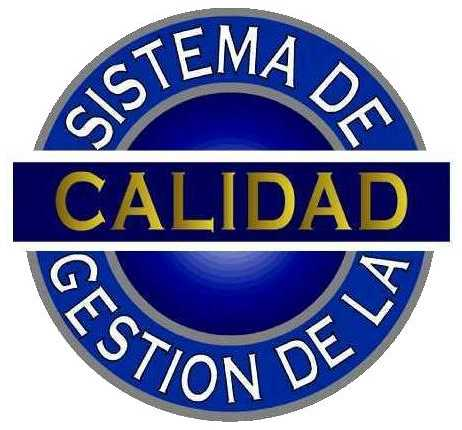 SISTEMA DE
CALIDAD
GESTION DE LA